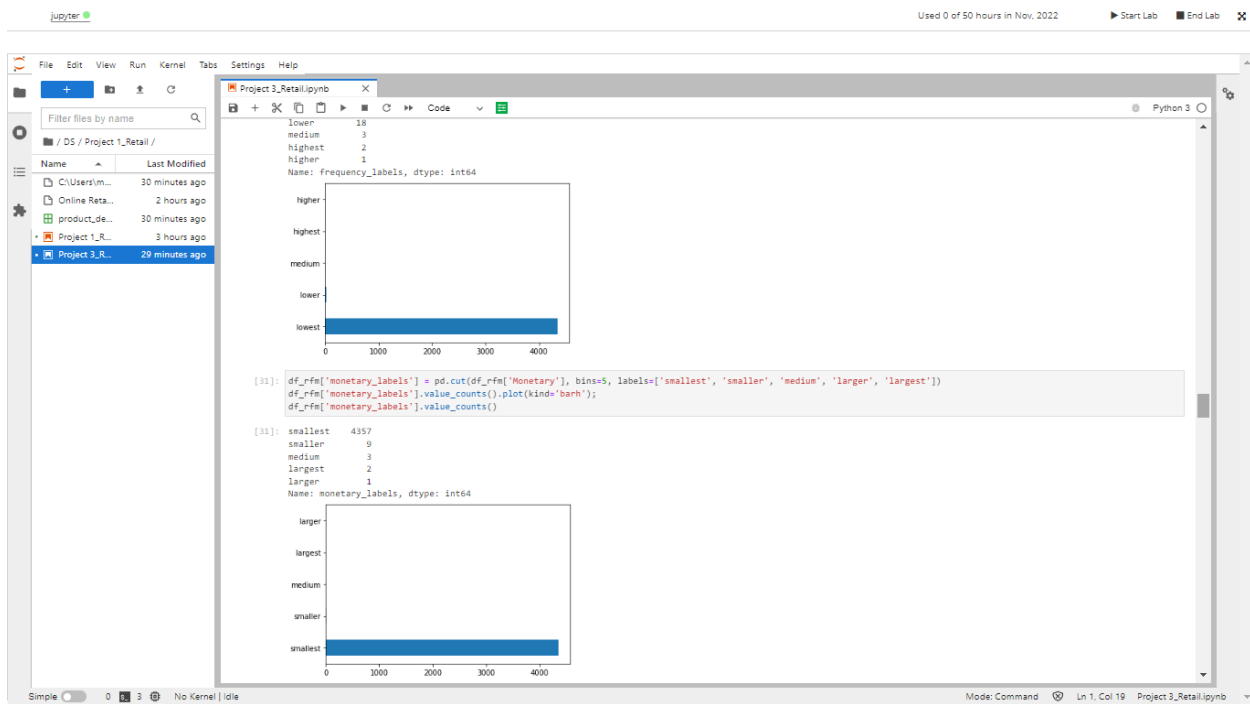 jupyter
Used 0 of 50 hours in Nov, 2022
Start Lab
End Lab
File Edit View Run Kernel Tabs Settings Help
+
Project 3_Retail.ipynb
Code
Python 3
Filter files by name
/ DS / Project 1_Retail /
Name Last Modified
C:\Users\m... 30 minutes ago
Online Reta... 2 hours ago
product_de... 30 minutes ago
Project 1_R... 3 hours ago
Project 3_R... 29 minutes ago
lower 18
medium 3
highest 2
higher 1
Name: frequency_labels, dtype: int64
higher
highest
medium
lower
lowest
0 1000 2000 3000 4000
[31]: df_rfm['monetary_labels'] = pd.cut(df_rfm['Monetary'], bins=5, labels=['smallest', 'smaller', 'medium', 'larger', 'largest'])
df_rfm['monetary_labels'].value_counts().plot(kind='barh');
df_rfm['monetary_labels'].value_counts()
[31]: smallest 4357
smaller 9
medium 3
largest 2
larger 1
Name: monetary_labels, dtype: int64
larger
largest
medium
smaller
smallest
0 1000 2000 3000 4000
Simple 0 3 No Kernel | Idle
Mode: Command Ln 1, Col 19 Project 3_Retail.ipynb